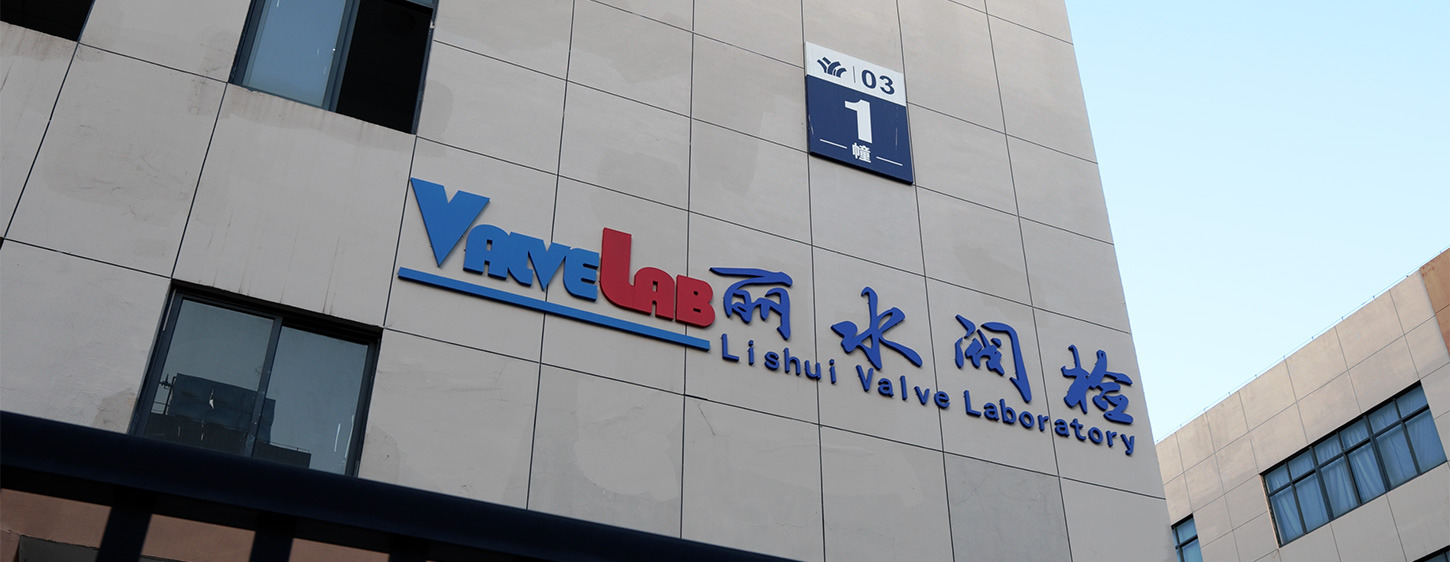 03
1
幢
VALVELAB 丽水阀检
Lishui Valve Laboratory